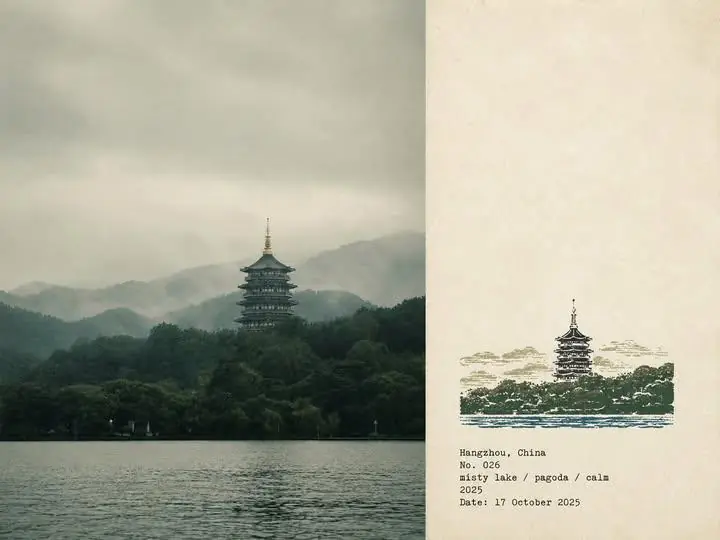 Hangzhou, China
No. 026
misty lake / pagoda / calm
2025
Date: 17 October 2025